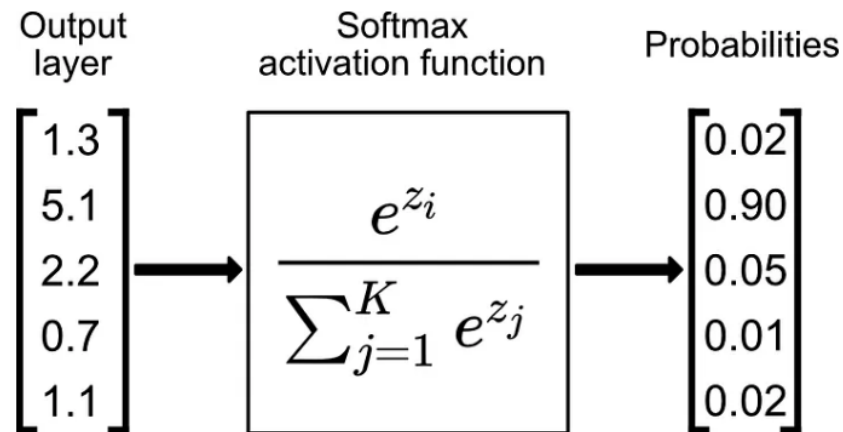 Output
layer
Softmax
activation function
Probabilities
1.3
5.1
2.2
0.7
1.1
e^{z_i}
∑_{j=1}^{K} e^{z_j}
0.02
0.90
0.05
0.01
0.02